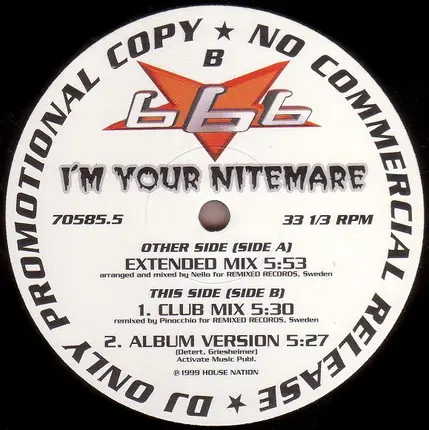 DJ ONLY PROMOTIONAL COPY ★ NO COMMERCIAL RELEASE ★
B
666
I'M YOUR NITEMARE
70585.5 33 1/3 RPM
OTHER SIDE (SIDE A)
EXTENDED MIX 5:53
arranged and mixed by Nello for REMIXED RECORDS, Sweden
THIS SIDE (SIDE B)
1. CLUB MIX 5:30
remixed by Pinocchio for REMIXED RECORDS, Sweden
2. ALBUM VERSION 5:27
(Detert, Griesheimer)
Activate Music Publ.
℗1999 HOUSE NATION